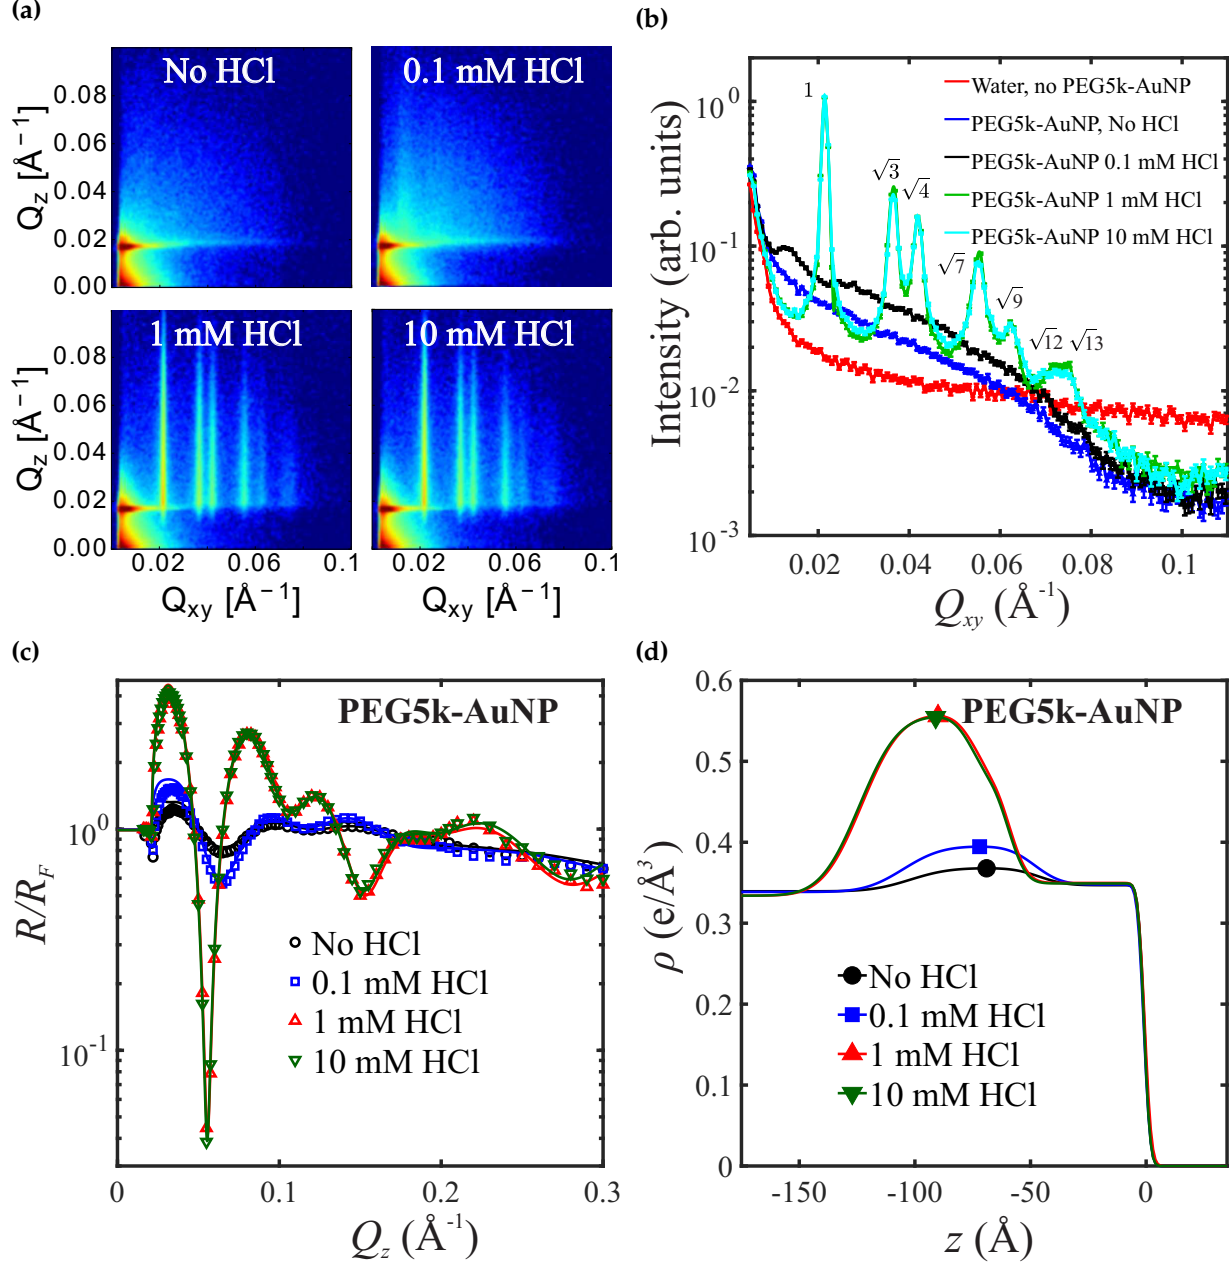 (a)
No HCl
0.1 mM HCl
0.08
0.06
0.04
0.02
0.00
Q_z [Å⁻¹]
1 mM HCl
10 mM HCl
0.08
0.06
0.04
0.02
0.00
Q_z [Å⁻¹]
0.02 0.06 0.1
0.02 0.06 0.1
Q_xy [Å⁻¹]
Q_xy [Å⁻¹]
(b)
Water, no PEG5k-AuNP
PEG5k-AuNP, No HCl
PEG5k-AuNP 0.1 mM HCl
PEG5k-AuNP 1 mM HCl
PEG5k-AuNP 10 mM HCl
1
√3
√4
√7
√9
√12
√13
10⁰
10⁻¹
10⁻²
10⁻³
Intensity (arb. units)
0.02 0.04 0.06 0.08 0.1
Q_xy (Å⁻¹)
(c)
PEG5k-AuNP
10⁰
10⁻¹
R/R_F
No HCl
0.1 mM HCl
1 mM HCl
10 mM HCl
0 0.1 0.2 0.3
Q_z (Å⁻¹)
(d)
PEG5k-AuNP
0.6
0.5
0.4
0.3
0.2
0.1
0
ρ (e/Å³)
No HCl
0.1 mM HCl
1 mM HCl
10 mM HCl
-150 -100 -50 0
z (Å)